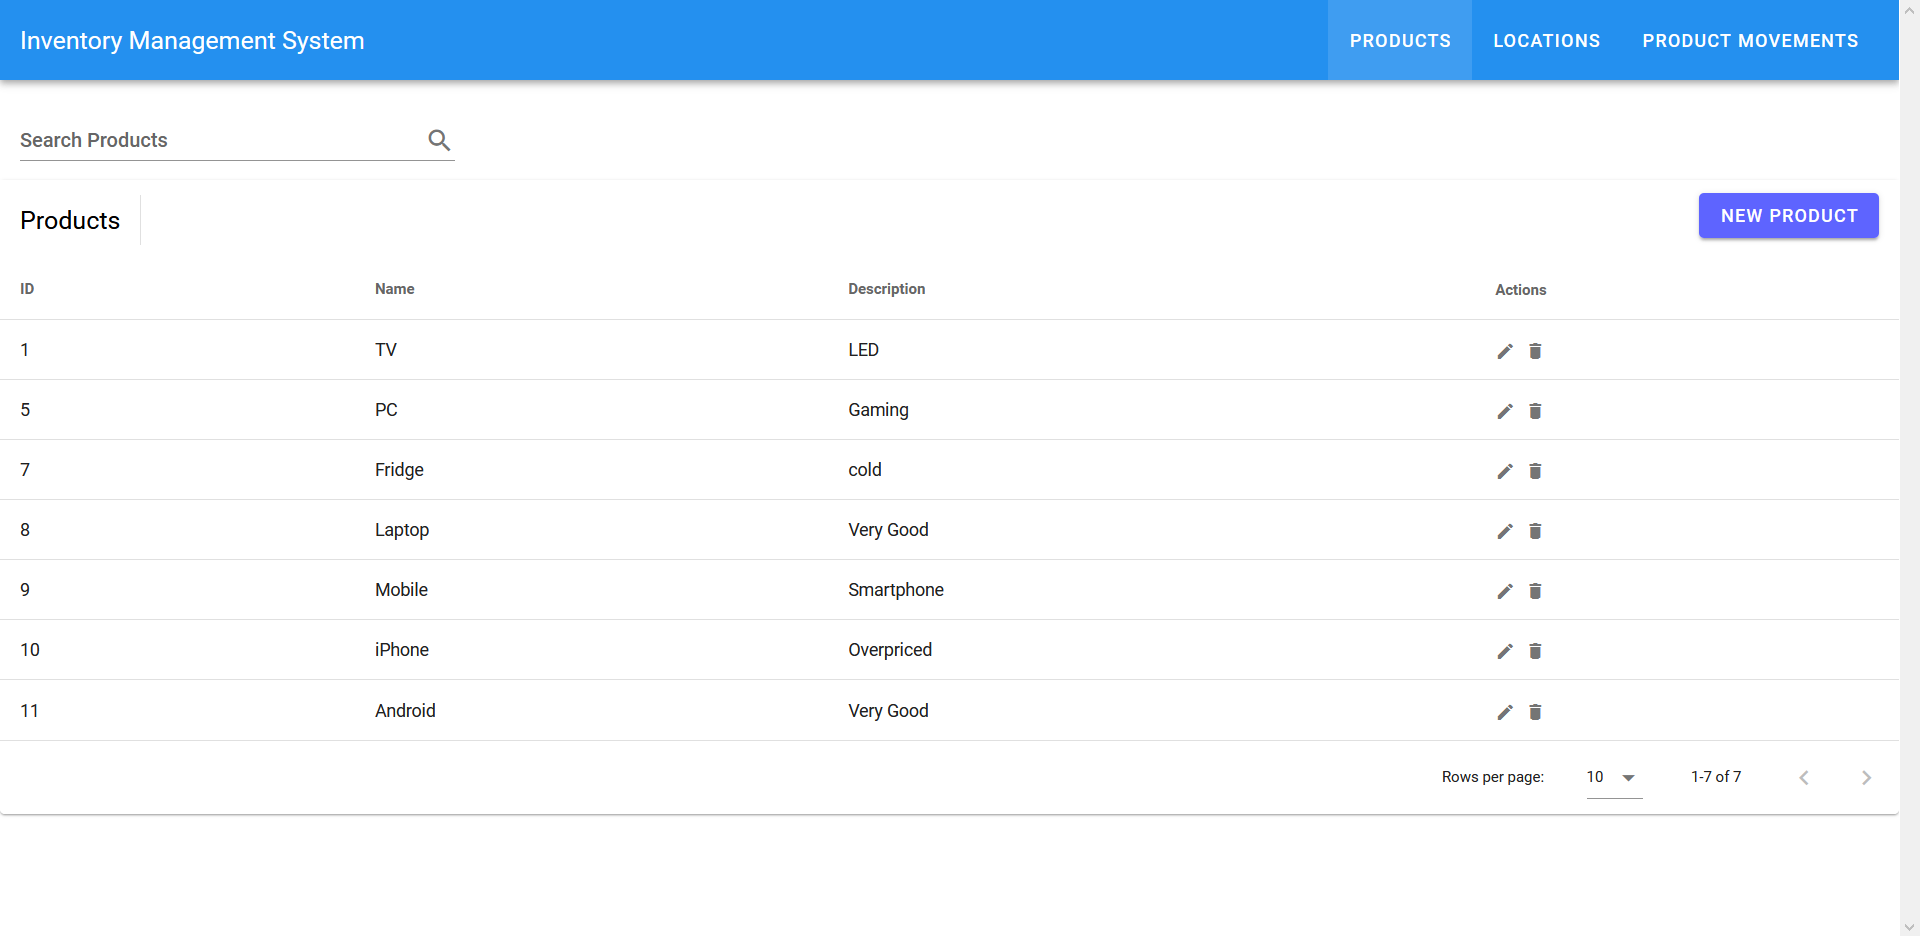 Inventory Management System PRODUCTS LOCATIONS PRODUCT MOVEMENTS
Search Products
Products NEW PRODUCT
ID Name Description Actions
1 TV LED
5 PC Gaming
7 Fridge cold
8 Laptop Very Good
9 Mobile Smartphone
10 iPhone Overpriced
11 Android Very Good
Rows per page: 10 1-7 of 7